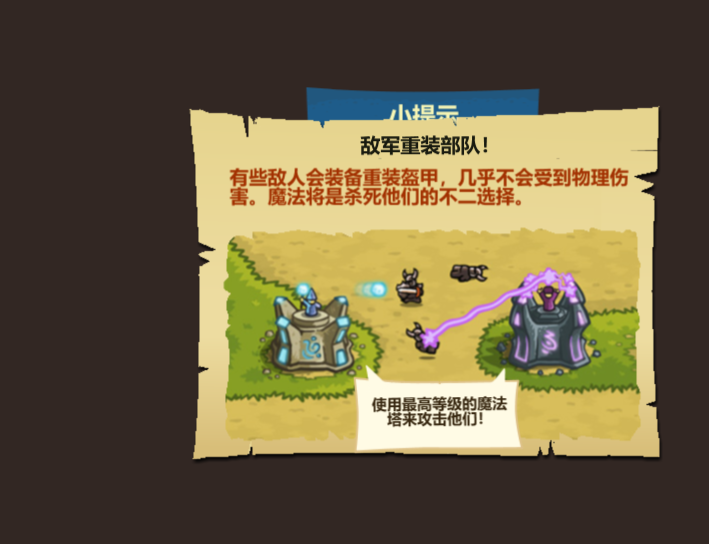 小提示
敌军重装部队！
有些敌人会装备重装盔甲，几乎不会受到物理伤
害。魔法将是杀死他们的不二选择。
使用最高等级的魔法
塔来攻击他们！